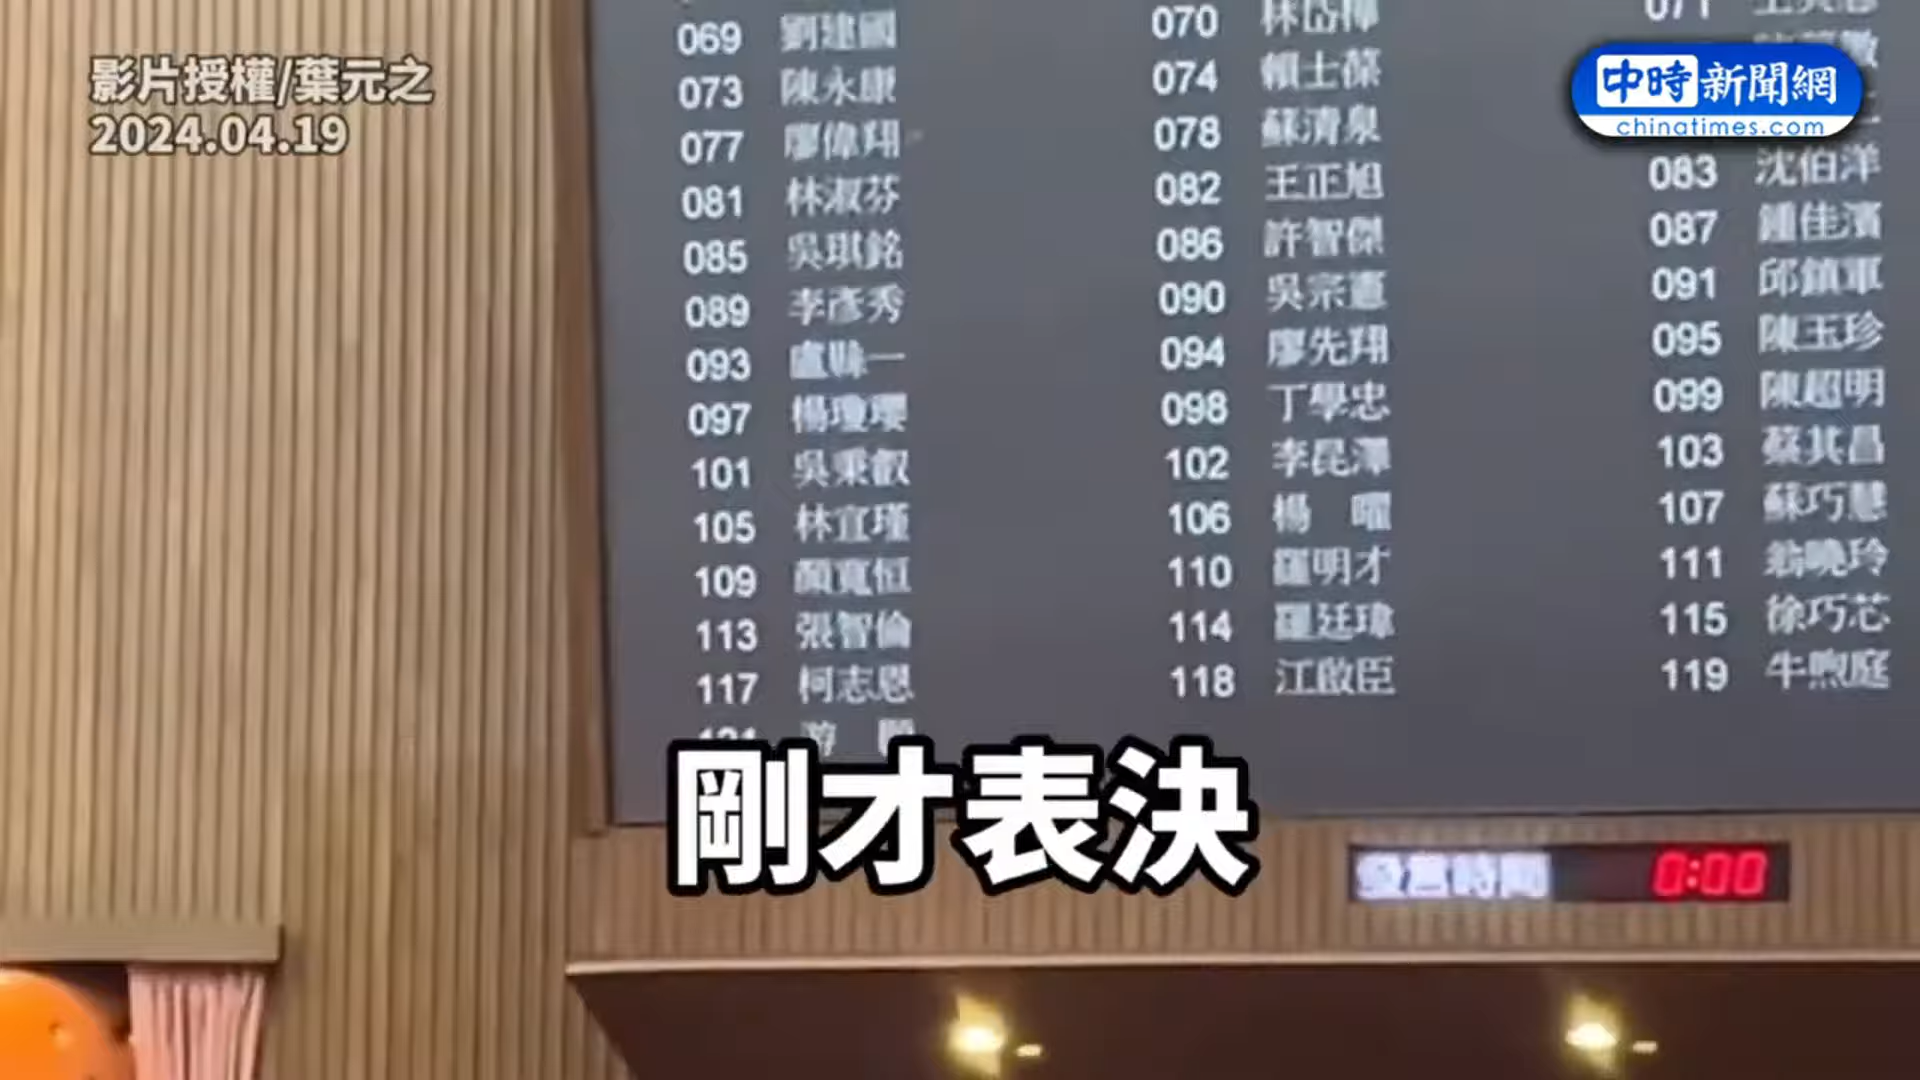 影片授權/葉元之
2024.04.19
中時新聞網
chinatimes.com
069 劉建國 070 林岱樺 071
073 陳永康 074 賴士葆
077 廖偉翔 078 蘇清泉
081 林淑芬 082 王正旭 083 沈伯洋
085 吳琪銘 086 許智傑 087 鍾佳濱
089 李彥秀 090 吳宗憲 091 邱鎮軍
093 盧縣一 094 廖先翔 095 陳玉珍
097 楊瓊瓔 098 丁學忠 099 陳超明
101 吳秉叡 102 李昆澤 103 蔡其昌
105 林宜瑾 106 楊 曜 107 蘇巧慧
109 顏寬恒 110 羅明才 111 翁曉玲
113 張智倫 114 羅廷瑋 115 徐巧芯
117 柯志恩 118 江啟臣 119 牛煦庭
剛才表決
發言時間 0:00